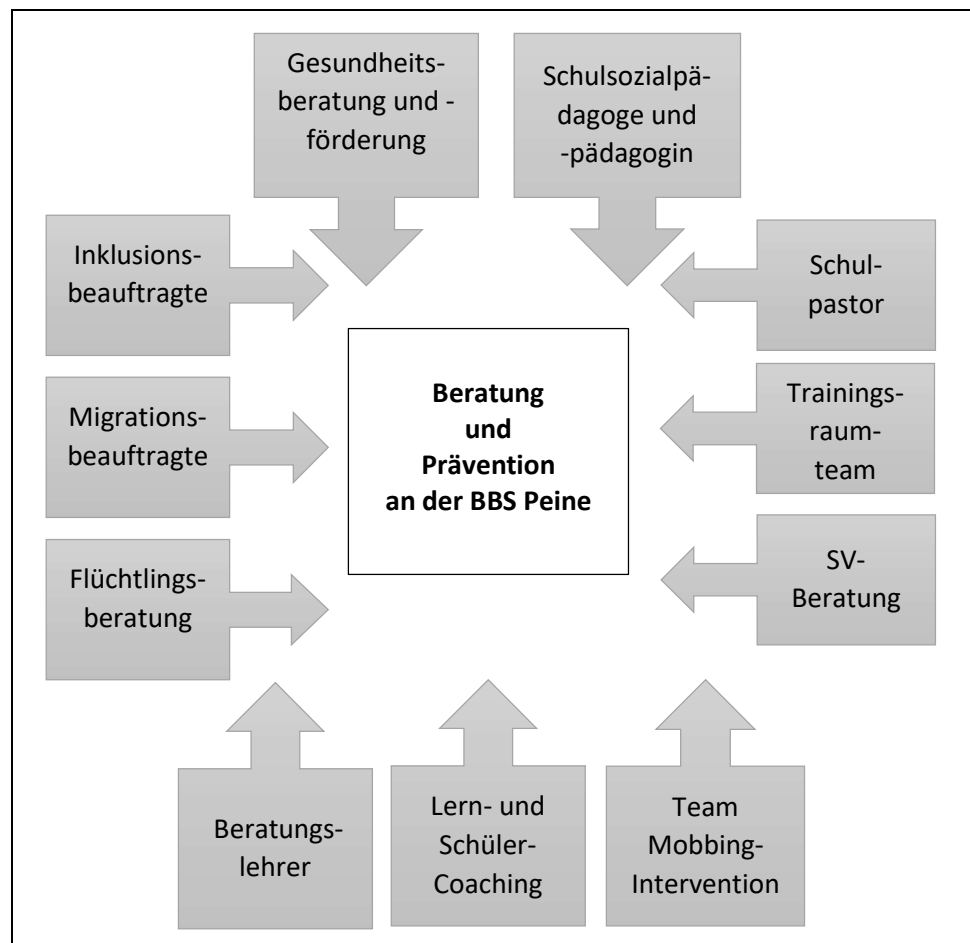 Gesundheits-
beratung und -
förderung
Schulsozialpä-
dagoge und
-pädagogin
Inklusions-
beauftragte
Schul-
pastor
Migrations-
beauftragte
Beratung
und
Prävention
an der BBS Peine
Trainings-
raum-
team
Flüchtlings-
beratung
SV-
Beratung
Beratungs-
lehrer
Lern- und
Schüler-
Coaching
Team
Mobbing-
Intervention